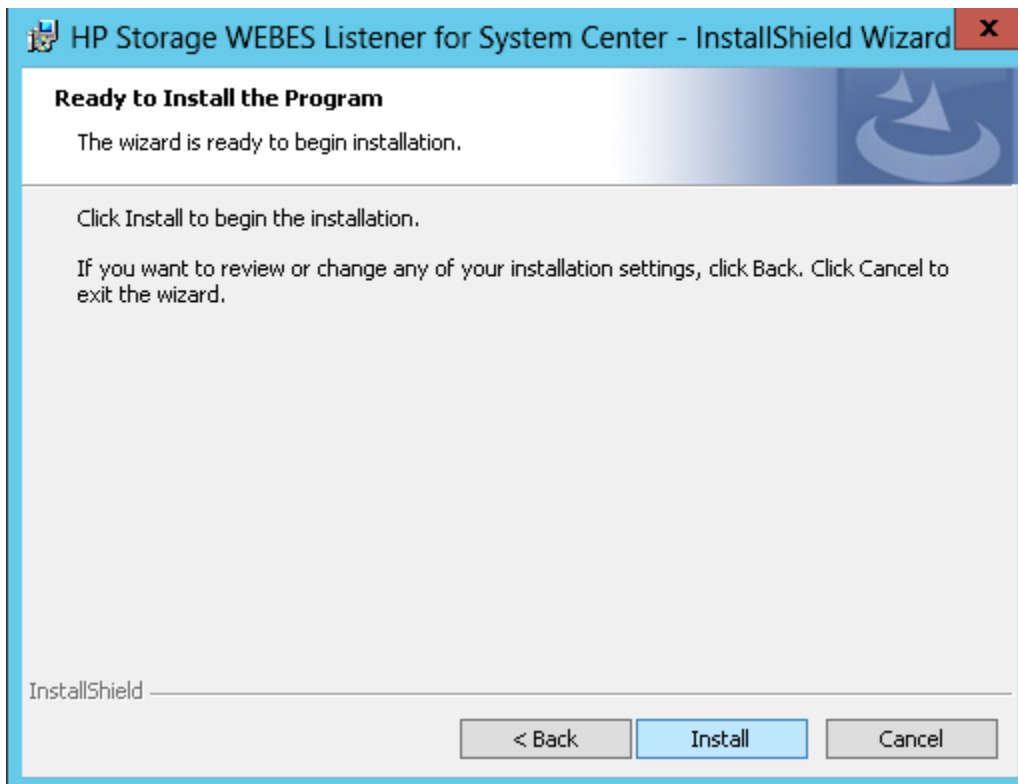 HP Storage WEBES Listener for System Center - InstallShield Wizard
x
Ready to Install the Program
The wizard is ready to begin installation.
Click Install to begin the installation.
If you want to review or change any of your installation settings, click Back. Click Cancel to
exit the wizard.
InstallShield
< Back Install Cancel